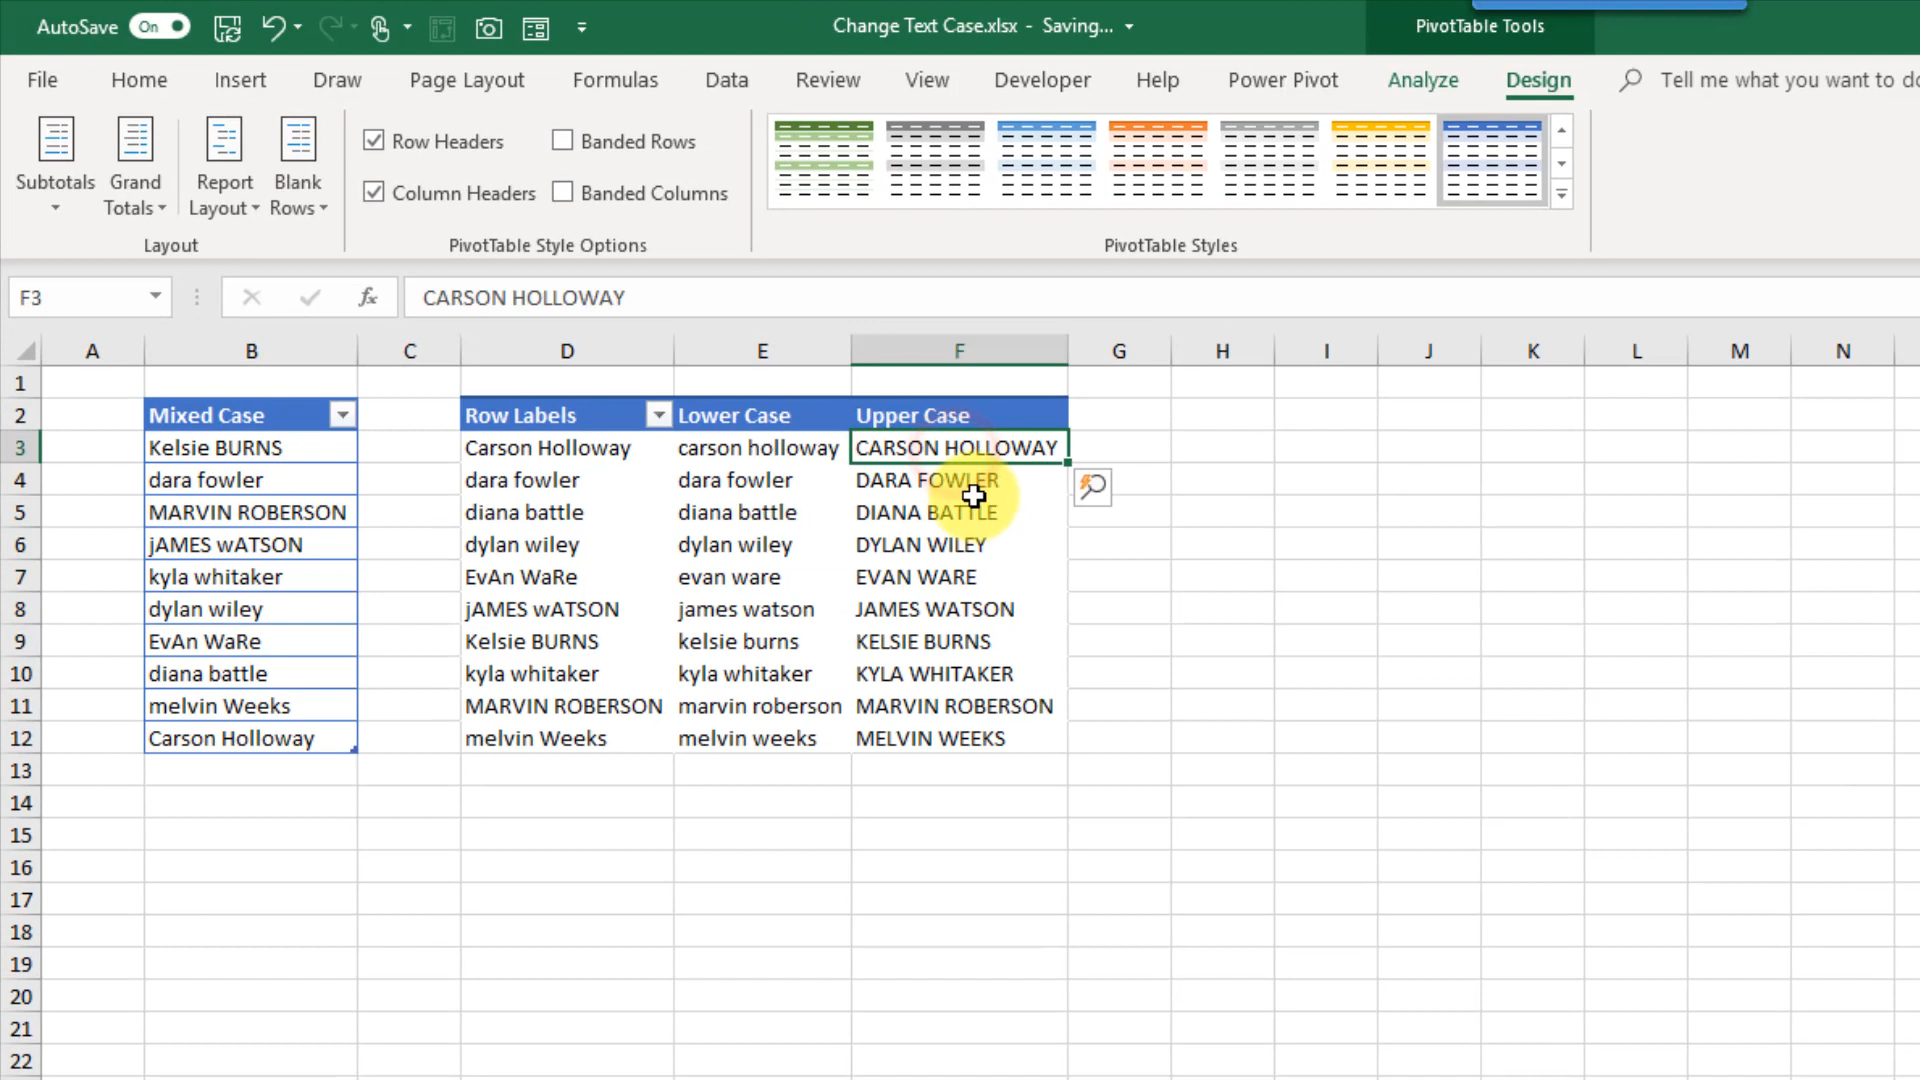 AutoSave On Change Text Case.xlsx - Saving... PivotTable Tools
File Home Insert Draw Page Layout Formulas Data Review View Developer Help Power Pivot Analyze Design Tell me what you want to do
Row Headers Banded Rows
Subtotals Grand Totals Report Layout Blank Rows
Column Headers Banded Columns
Layout PivotTable Style Options PivotTable Styles
F3 fx CARSON HOLLOWAY
A B C D E F G H I J K L M N
1
2 Mixed Case Row Labels Lower Case Upper Case
3 Kelsie BURNS Carson Holloway carson holloway CARSON HOLLOWAY
4 dara fowler dara fowler dara fowler DARA FOWLER
5 MARVIN ROBERSON diana battle diana battle DIANA BATTLE
6 jAMES wATSON dylan wiley dylan wiley DYLAN WILEY
7 kyla whitaker EvAn WaRe evan ware EVAN WARE
8 dylan wiley jAMES wATSON james watson JAMES WATSON
9 EvAn WaRe Kelsie BURNS kelsie burns KELSIE BURNS
10 diana battle kyla whitaker kyla whitaker KYLA WHITAKER
11 melvin Weeks MARVIN ROBERSON marvin roberson MARVIN ROBERSON
12 Carson Holloway melvin Weeks melvin weeks MELVIN WEEKS
13
14
15
16
17
18
19
20
21
22